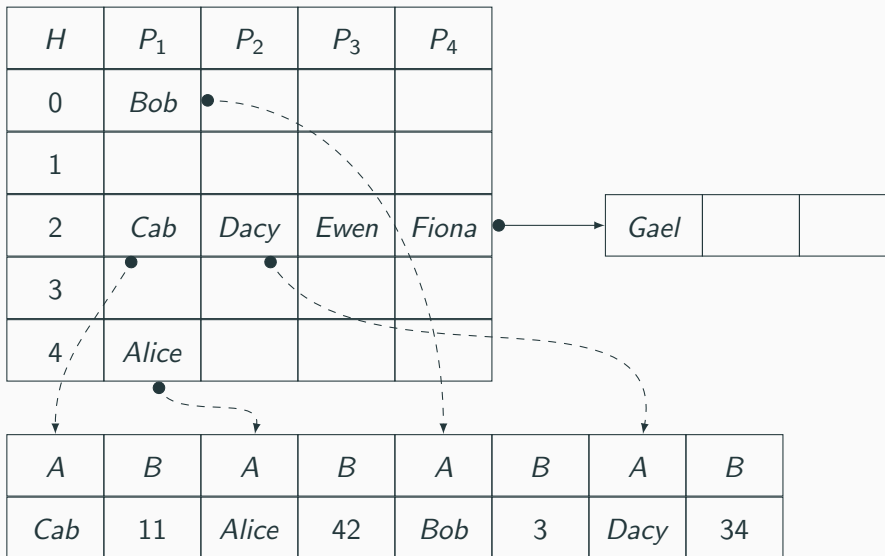 H P₁ P₂ P₃ P₄
0 Bob
1
2 Cab Dacy Ewen Fiona Gael
3
4 Alice
A B A B A B A B
Cab 11 Alice 42 Bob 3 Dacy 34